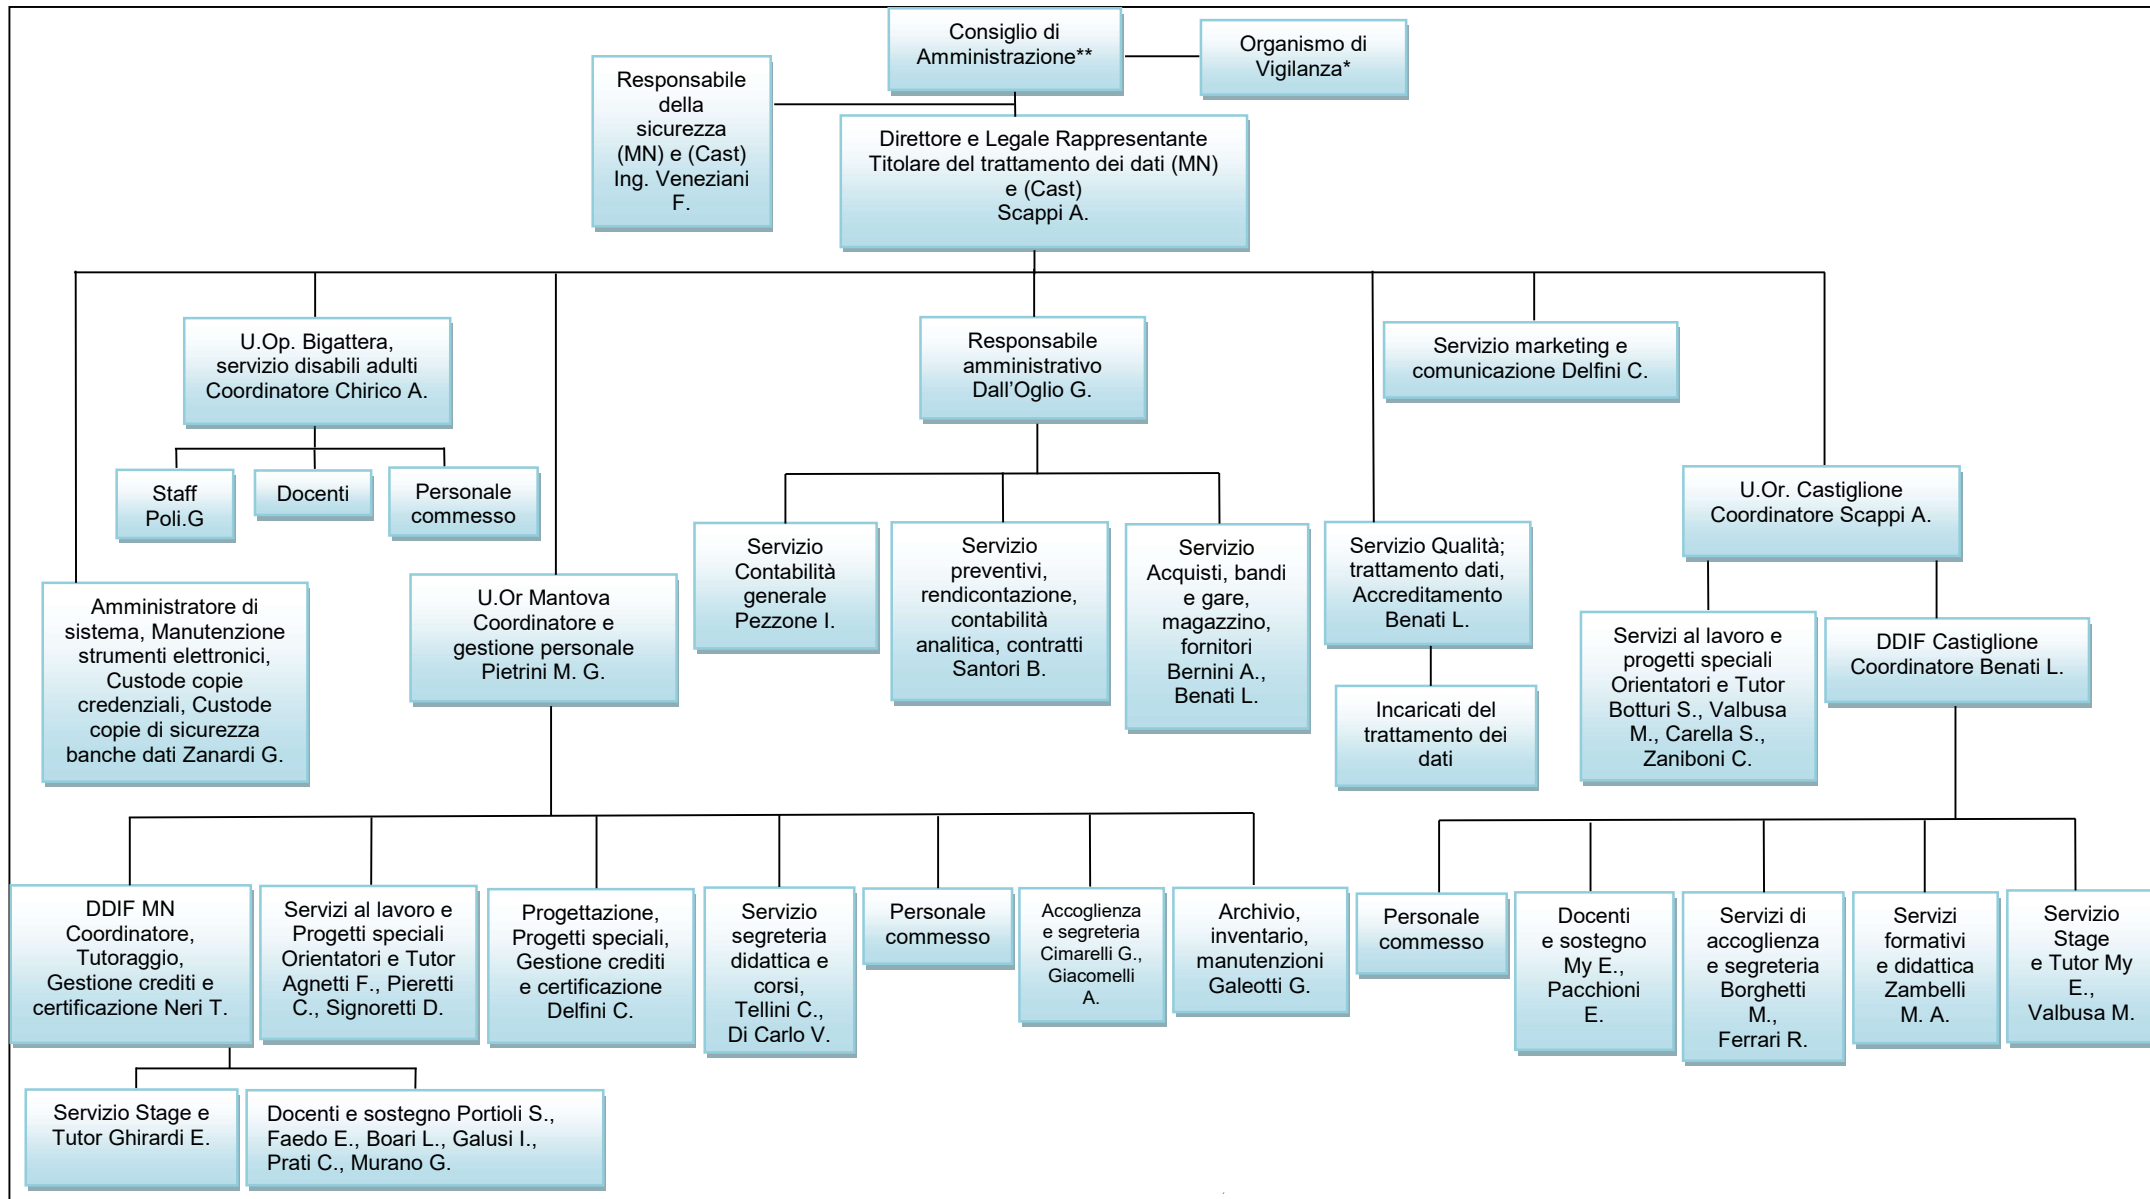 Consiglio di
Amministrazione**
Organismo di
Vigilanza*
Responsabile
della
sicurezza
(MN) e (Cast)
Ing. Veneziani
F.
Direttore e Legale Rappresentante
Titolare del trattamento dei dati (MN)
e (Cast)
Scappi A.
U.Op. Bigattera,
servizio disabili adulti
Coordinatore Chirico A.
Responsabile
amministrativo
Dall'Oglio G.
Servizio marketing e
comunicazione Delfini C.
Staff
Poli.G
Docenti
Personale
commesso
U.Or. Castiglione
Coordinatore Scappi A.
Amministratore di
sistema, Manutenzione
strumenti elettronici,
Custode copie
credenziali, Custode
copie di sicurezza
banche dati Zanardi G.
U.Or Mantova
Coordinatore e
gestione personale
Pietrini M. G.
Servizio
Contabilità
generale
Pezzone I.
Servizio
preventivi,
rendicontazione,
contabilità
analitica, contratti
Santori B.
Servizio
Acquisti, bandi
e gare,
magazzino,
fornitori
Bernini A.,
Benati L.
Servizio Qualità;
trattamento dati,
Accreditamento
Benati L.
Incaricati del
trattamento dei
dati
Servizi al lavoro e
progetti speciali
Orientatori e Tutor
Botturi S., Valbusa
M., Carella S.,
Zaniboni C.
DDIF Castiglione
Coordinatore Benati L.
DDIF MN
Coordinatore,
Tutoraggio,
Gestione crediti e
certificazione Neri T.
Servizi al lavoro e
Progetti speciali
Orientatori e Tutor
Agnetti F., Pieretti
C., Signoretti D.
Progettazione,
Progetti speciali,
Gestione crediti
e certificazione
Delfini C.
Servizio
segreteria
didattica e
corsi,
Tellini C.,
Di Carlo V.
Personale
commesso
Accoglienza
e segreteria
Cimarelli G.,
Giacomelli
A.
Archivio,
inventario,
manutenzioni
Galeotti G.
Personale
commesso
Docenti
e sostegno
My E.,
Pacchioni
E.
Servizi di
accoglienza
e segreteria
Borghetti
M.,
Ferrari R.
Servizi
formativi
e didattica
Zambelli
M. A.
Servizio
Stage
e Tutor My
E.,
Valbusa M.
Servizio Stage e
Tutor Ghirardi E.
Docenti e sostegno Portioli S.,
Faedo E., Boari L., Galusi I.,
Prati C., Murano G.